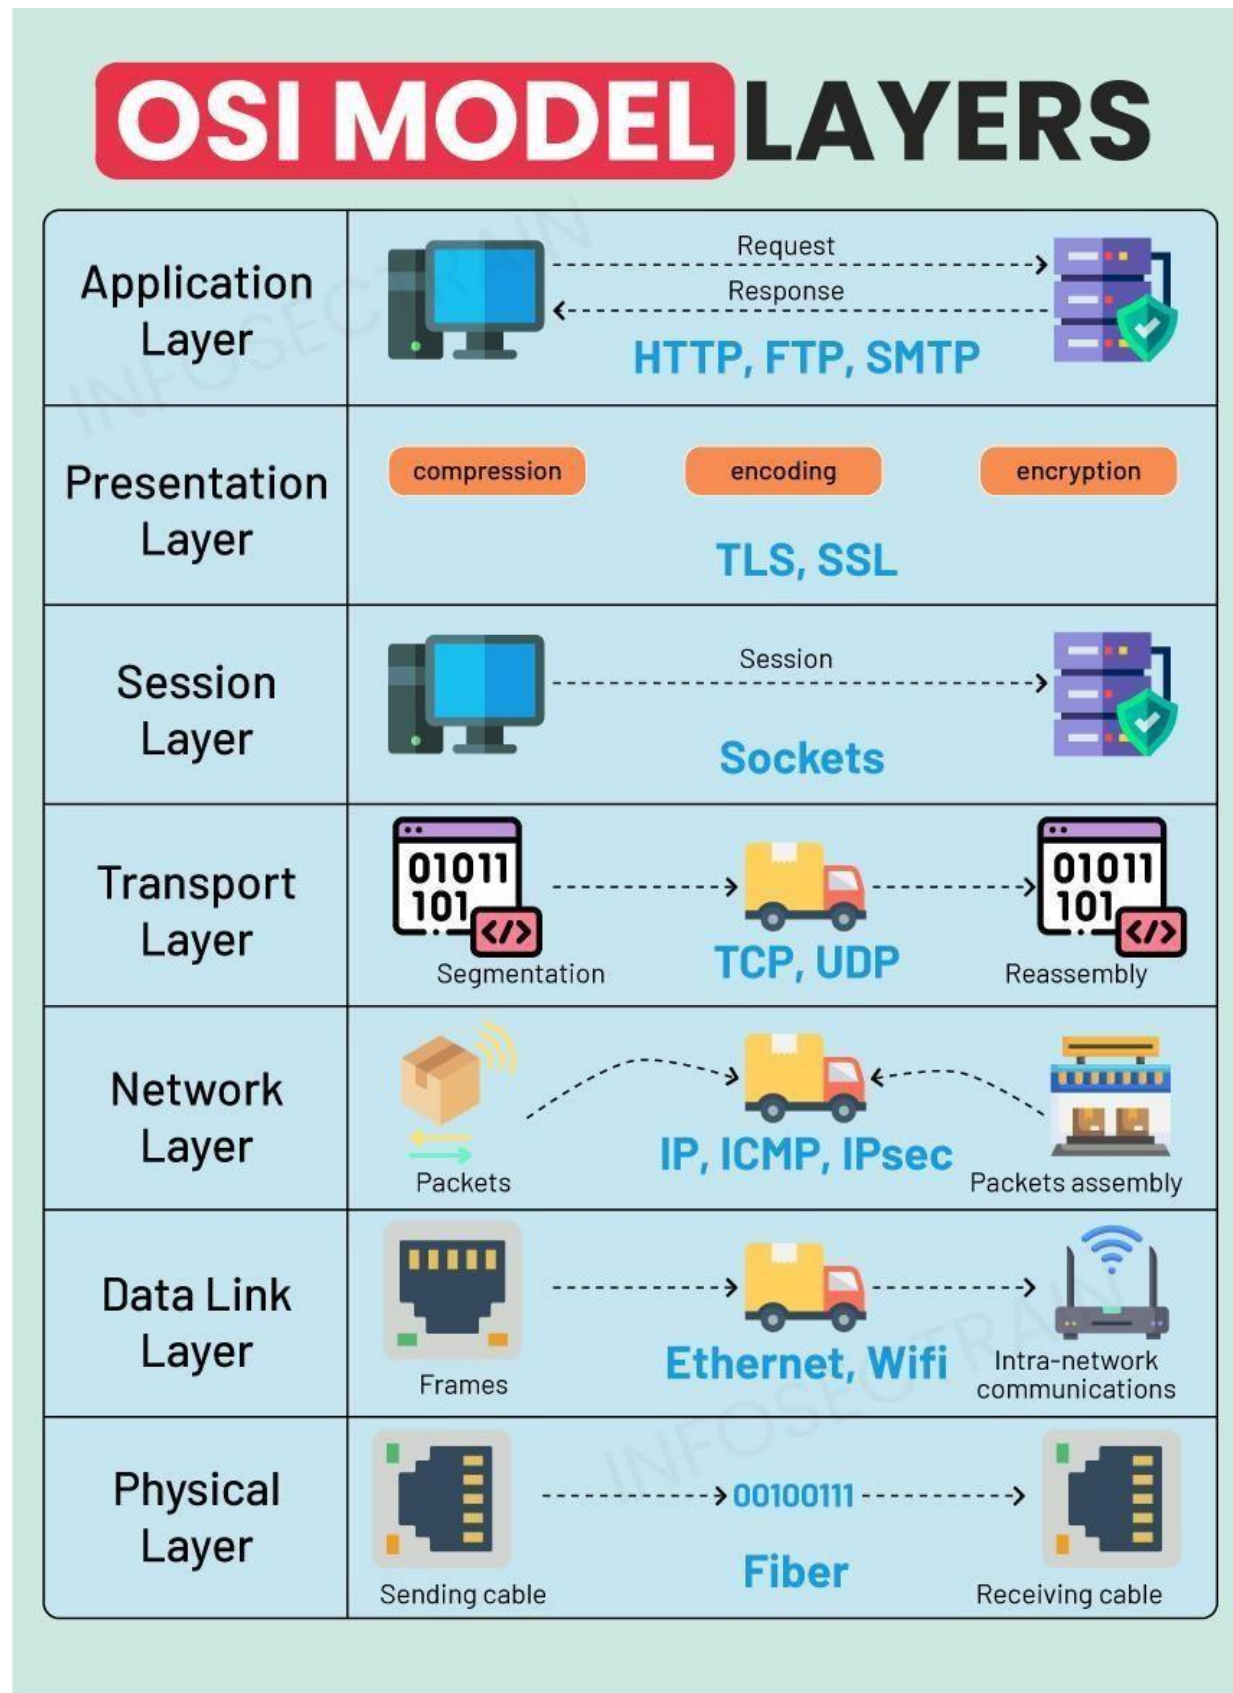 OSI MODEL LAYERS
Application
Layer
Request
Response
HTTP, FTP, SMTP
Presentation
Layer
compression
encoding
encryption
TLS, SSL
Session
Layer
Session
Sockets
Transport
Layer
01011
101
</>
Segmentation
TCP, UDP
01011
101
</>
Reassembly
Network
Layer
Packets
IP, ICMP, IPsec
Packets assembly
Data Link
Layer
Frames
Ethernet, Wifi
Intra-network
communications
Physical
Layer
Sending cable
00100111
Fiber
Receiving cable
INFOSECTRAIN
INFOSECTRAIN